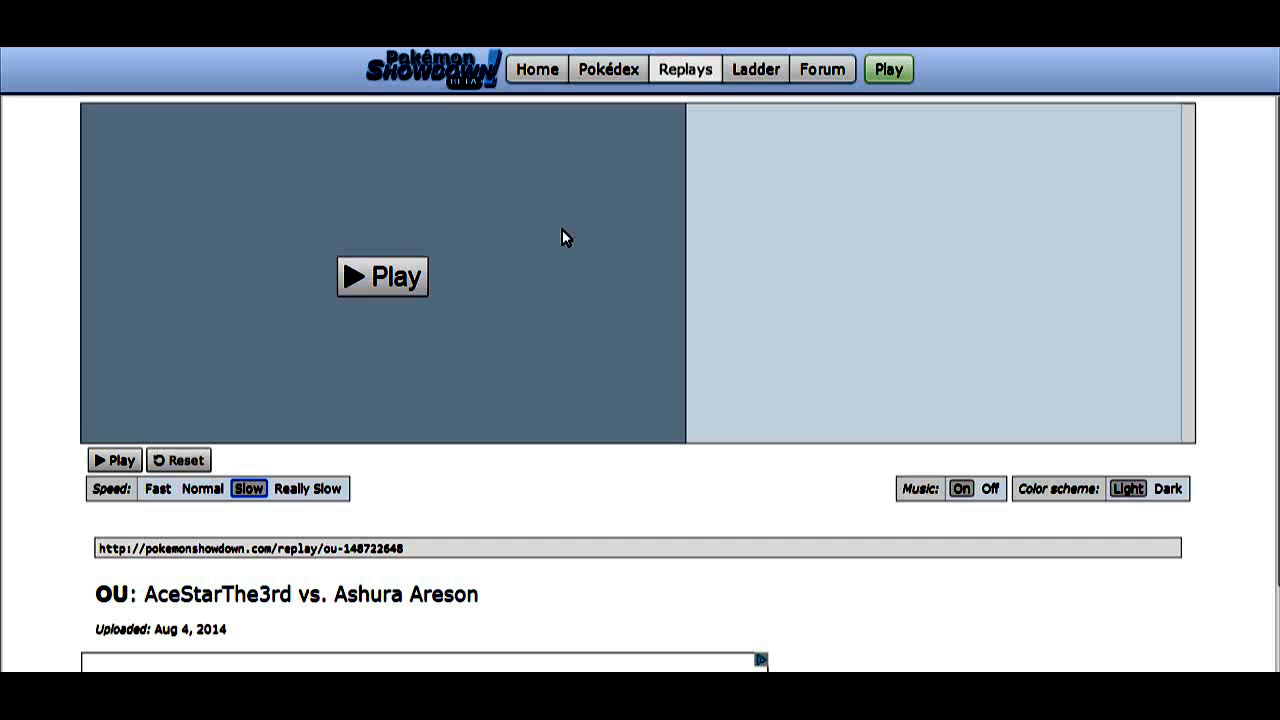 Pokémon
Showdown! BETA
Home Pokédex Replays Ladder Forum Play
Play
Play Reset
Speed: Fast Normal Slow Really Slow Music: On Off Color scheme: Light Dark
http://pokemonshowdown.com/replay/ou-148722648
OU: AceStarThe3rd vs. Ashura Areson
Uploaded: Aug 4, 2014